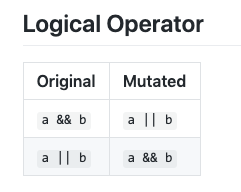 Logical Operator
Original Mutated
a && b a || b
a || b a && b